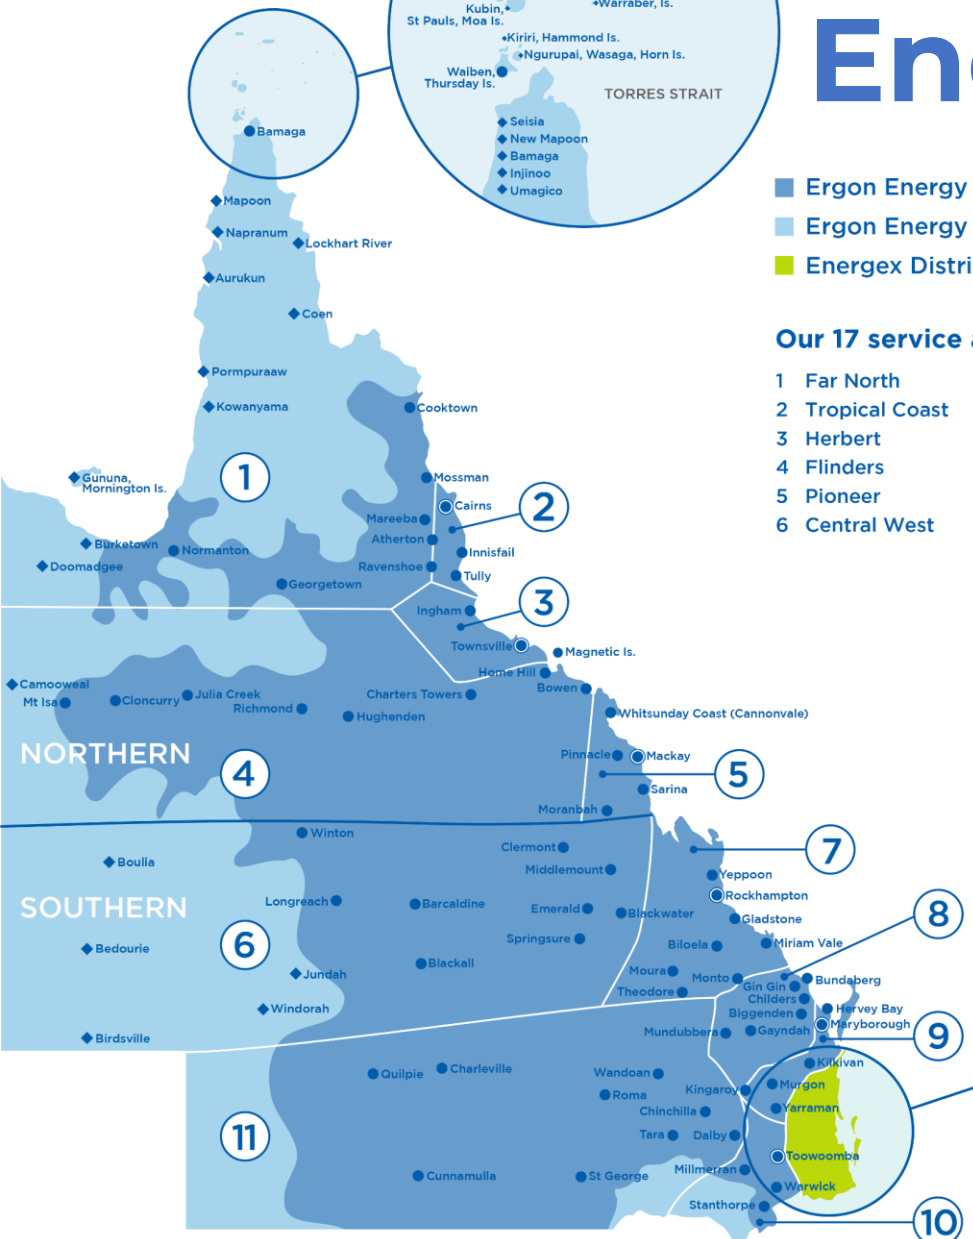 Kubin,
St Pauls, Moa Is.
Warraber, Is.
Kiriri, Hammond Is.
Ngurupai, Wasaga, Horn Is.
Waiben,
Thursday Is.
TORRES STRAIT
Seisia
New Mapoon
Bamaga
Injinoo
Umagico
Ene
Ergon Energy
Ergon Energy
Energex Distri
Our 17 service a
1 Far North
2 Tropical Coast
3 Herbert
4 Flinders
5 Pioneer
6 Central West
Bamaga
Mapoon
Napranum
Lockhart River
Aurukun
Coen
Pormpuraaw
Kowanyama
Cooktown
Gununa,
Mornington Is.
1
Mossman
Cairns
2
Mareeba
Atherton
Burketown
Normanton
Innisfail
Doomadgee
Ravenshoe
Tully
Georgetown
Ingham
3
Townsville
Magnetic Is.
Home Hill
Camooweal
Mt Isa
Cloncurry
Julia Creek
Richmond
Charters Towers
Bowen
Hughenden
Whitsunday Coast (Cannonvale)
NORTHERN
4
Pinnacle
Mackay
5
Sarina
Moranbah
Winton
Clermont
7
Boulia
Middlemount
Yeppoon
Rockhampton
SOUTHERN
Longreach
Barcaldine
Emerald
Blackwater
Gladstone
8
Bedourie
6
Springsure
Biloela
Miriam Vale
Jundah
Blackall
Moura
Monto
Bundaberg
Gin Gin
Theodore
Childers
Windorah
Biggenden
Hervey Bay
Birdsville
Mundubbera
Gayndah
Maryborough
9
Kilkivan
Quilpie
Charleville
Wandoan
Murgon
Roma
Kingaroy
Chinchilla
Yarraman
11
Tara
Dalby
Toowoomba
Cunnamulla
St George
Millmerran
Warwick
Stanthorpe
10